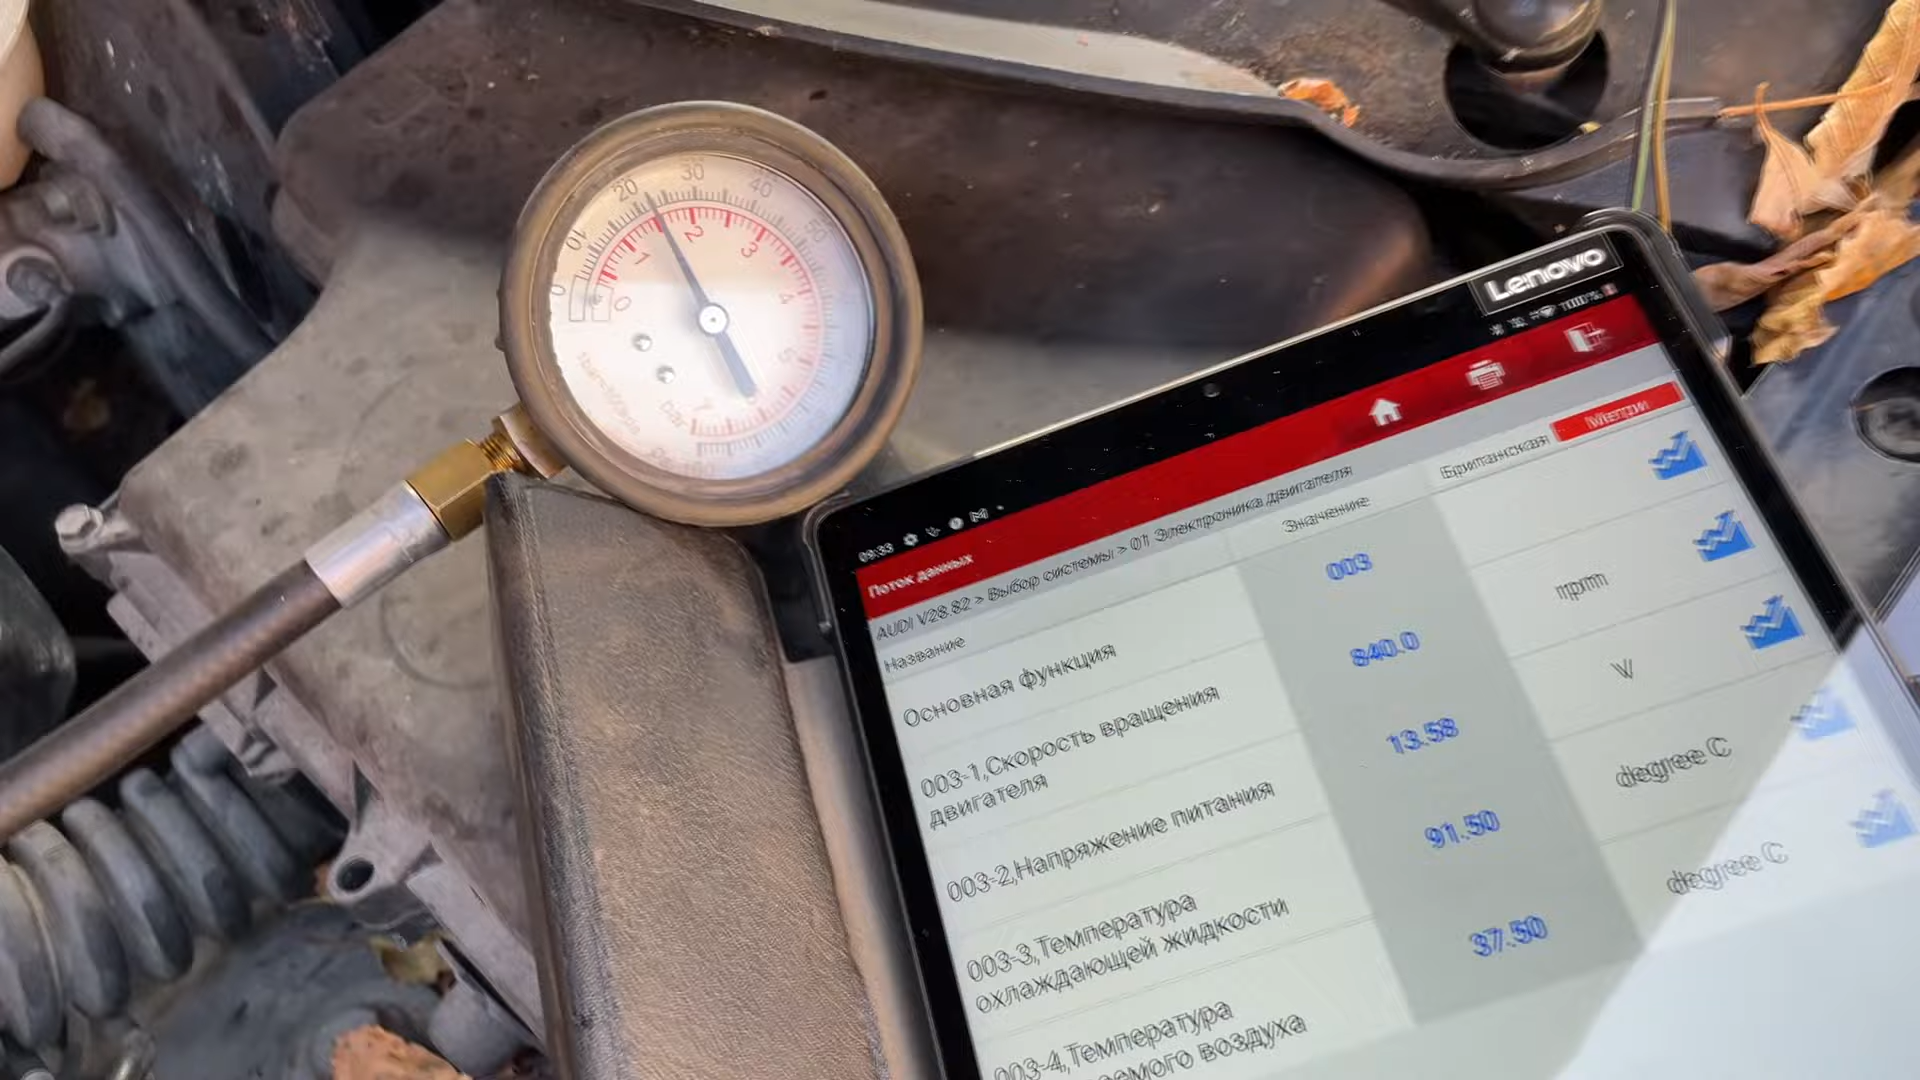 0 10 20 30 40 50
0 1 2 3 4 5
7
bar
Lenovo
09:33
Поток данных
AUDI V28.82 > Выбор системы > 01 Электроника двигателя
Название Значение Британская Метрич
Основная функция 003
003-1,Скорость вращения 840.0 rpm
двигателя
003-2,Напряжение питания 13.58 V
003-3,Температура 91.50 degree C
охлаждающей жидкости
003-4,Температура 37.50 degree C
воздуха